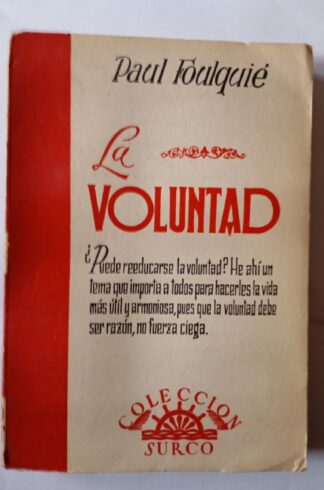 Paul Foulquié
La
VOLUNTAD
¿Puede reeducarse la voluntad? He ahí un
tema que importa a todos para hacerles la vida
más útil y armoniosa, pues que la voluntad debe
ser razón, no fuerza ciega.
COLECCION
SURCO